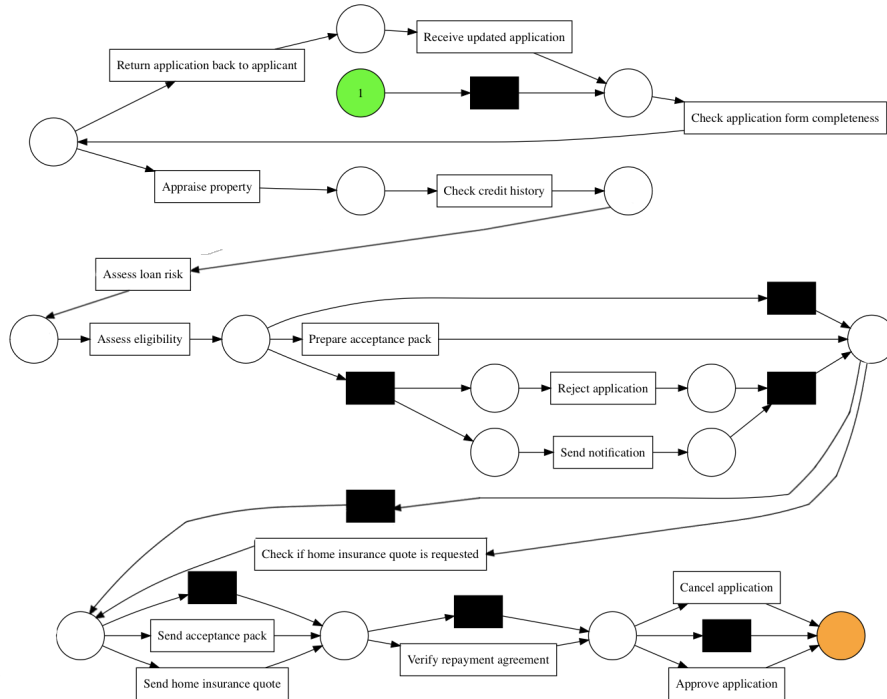 Receive updated application
Return application back to applicant
1
Check application form completeness
Appraise property
Check credit history
Assess loan risk
Assess eligibility
Prepare acceptance pack
Reject application
Send notification
Check if home insurance quote is requested
Cancel application
Send acceptance pack
Verify repayment agreement
Send home insurance quote
Approve application